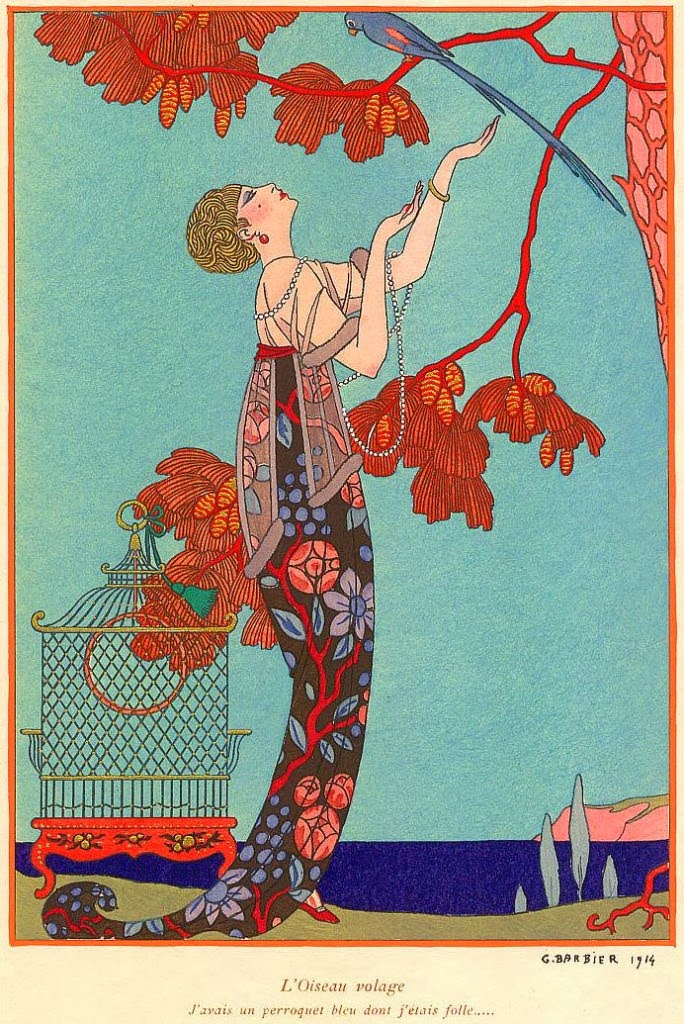 G. BARBIER 1914
L'Oiseau volage
J'avais un perroquet bleu dont j'étais folle.....